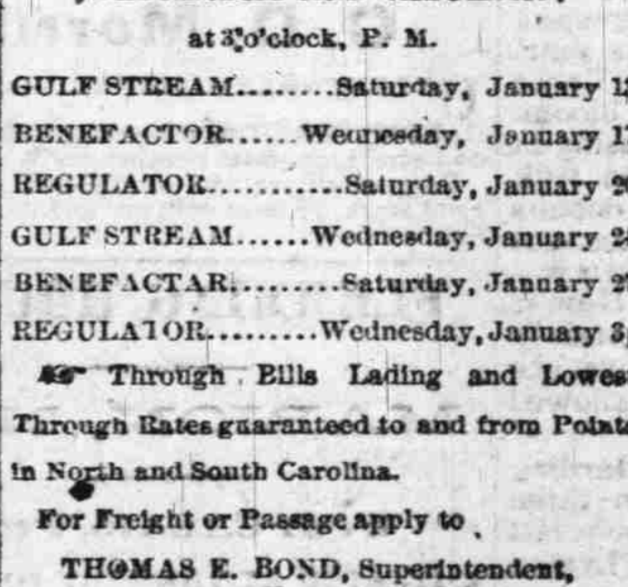 at 3 o'clock, P. M.
GULF STREAM........Saturday, January
BENEFACTOR......Wednesday, January
REGULATOR...........Saturday, January
GULF STREAM......Wednesday, January
BENEFACTAR.........Saturday, January
REGULATOR.........Wednesday, January
Through Bills Lading and
Through Rates guaranteed to and from
in North and South Carolina.
For Freight or Passage apply to
THOMAS E. BOND, Superintendent,